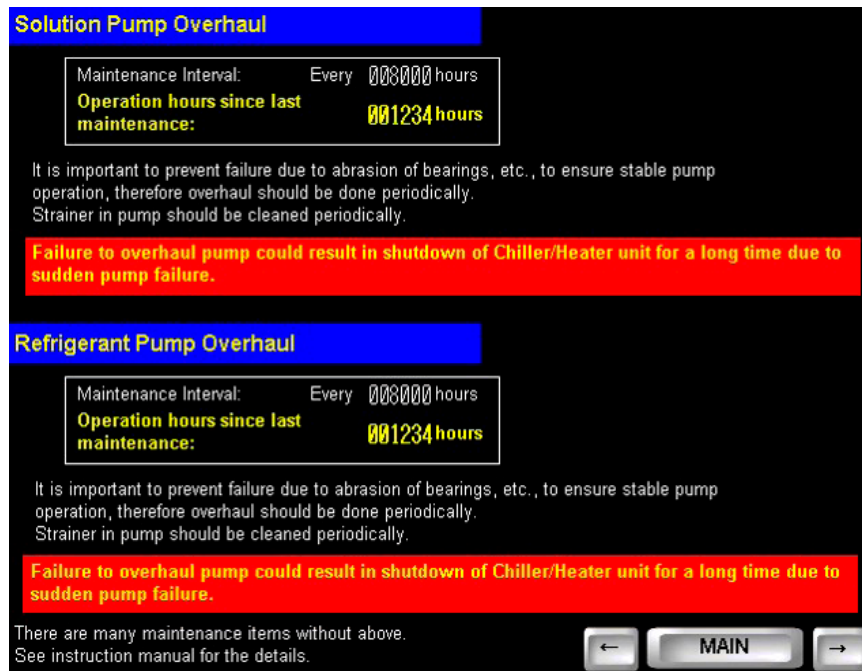 Solution Pump Overhaul
Maintenance Interval: Every 008000 hours
Operation hours since last
maintenance: 001234 hours
It is important to prevent failure due to abrasion of bearings, etc., to ensure stable pump
operation, therefore overhaul should be done periodically.
Strainer in pump should be cleaned periodically.
Failure to overhaul pump could result in shutdown of Chiller/Heater unit for a long time due to
sudden pump failure.
Refrigerant Pump Overhaul
Maintenance Interval: Every 008000 hours
Operation hours since last
maintenance: 001234 hours
It is important to prevent failure due to abrasion of bearings, etc., to ensure stable pump
operation, therefore overhaul should be done periodically.
Strainer in pump should be cleaned periodically.
Failure to overhaul pump could result in shutdown of Chiller/Heater unit for a long time due to
sudden pump failure.
There are many maintenance items without above.
See instruction manual for the details.
← MAIN →